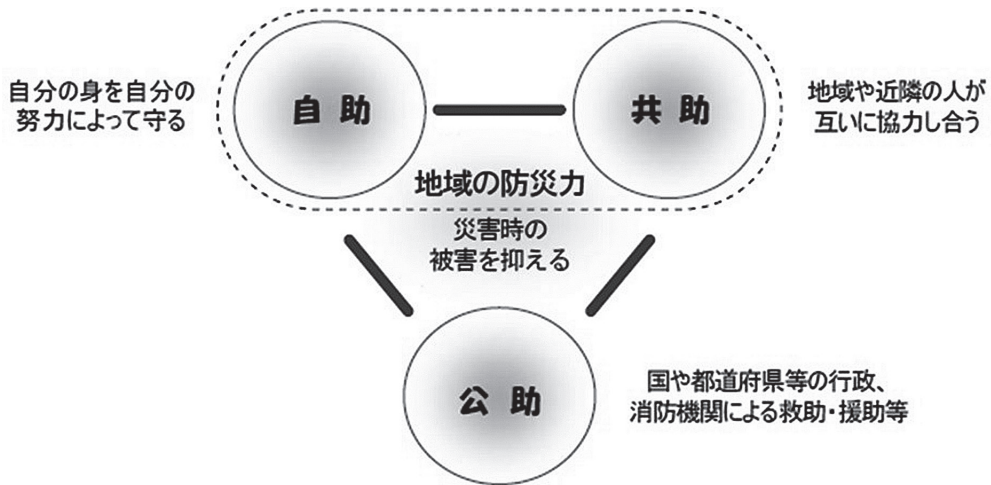 自助
共助
自分の身を自分の
努力によって守る
地域や近隣の人が
互いに協力し合う
地域の防災力
災害時の
被害を抑える
公助
国や都道府県等の行政、
消防機関による救助・援助等